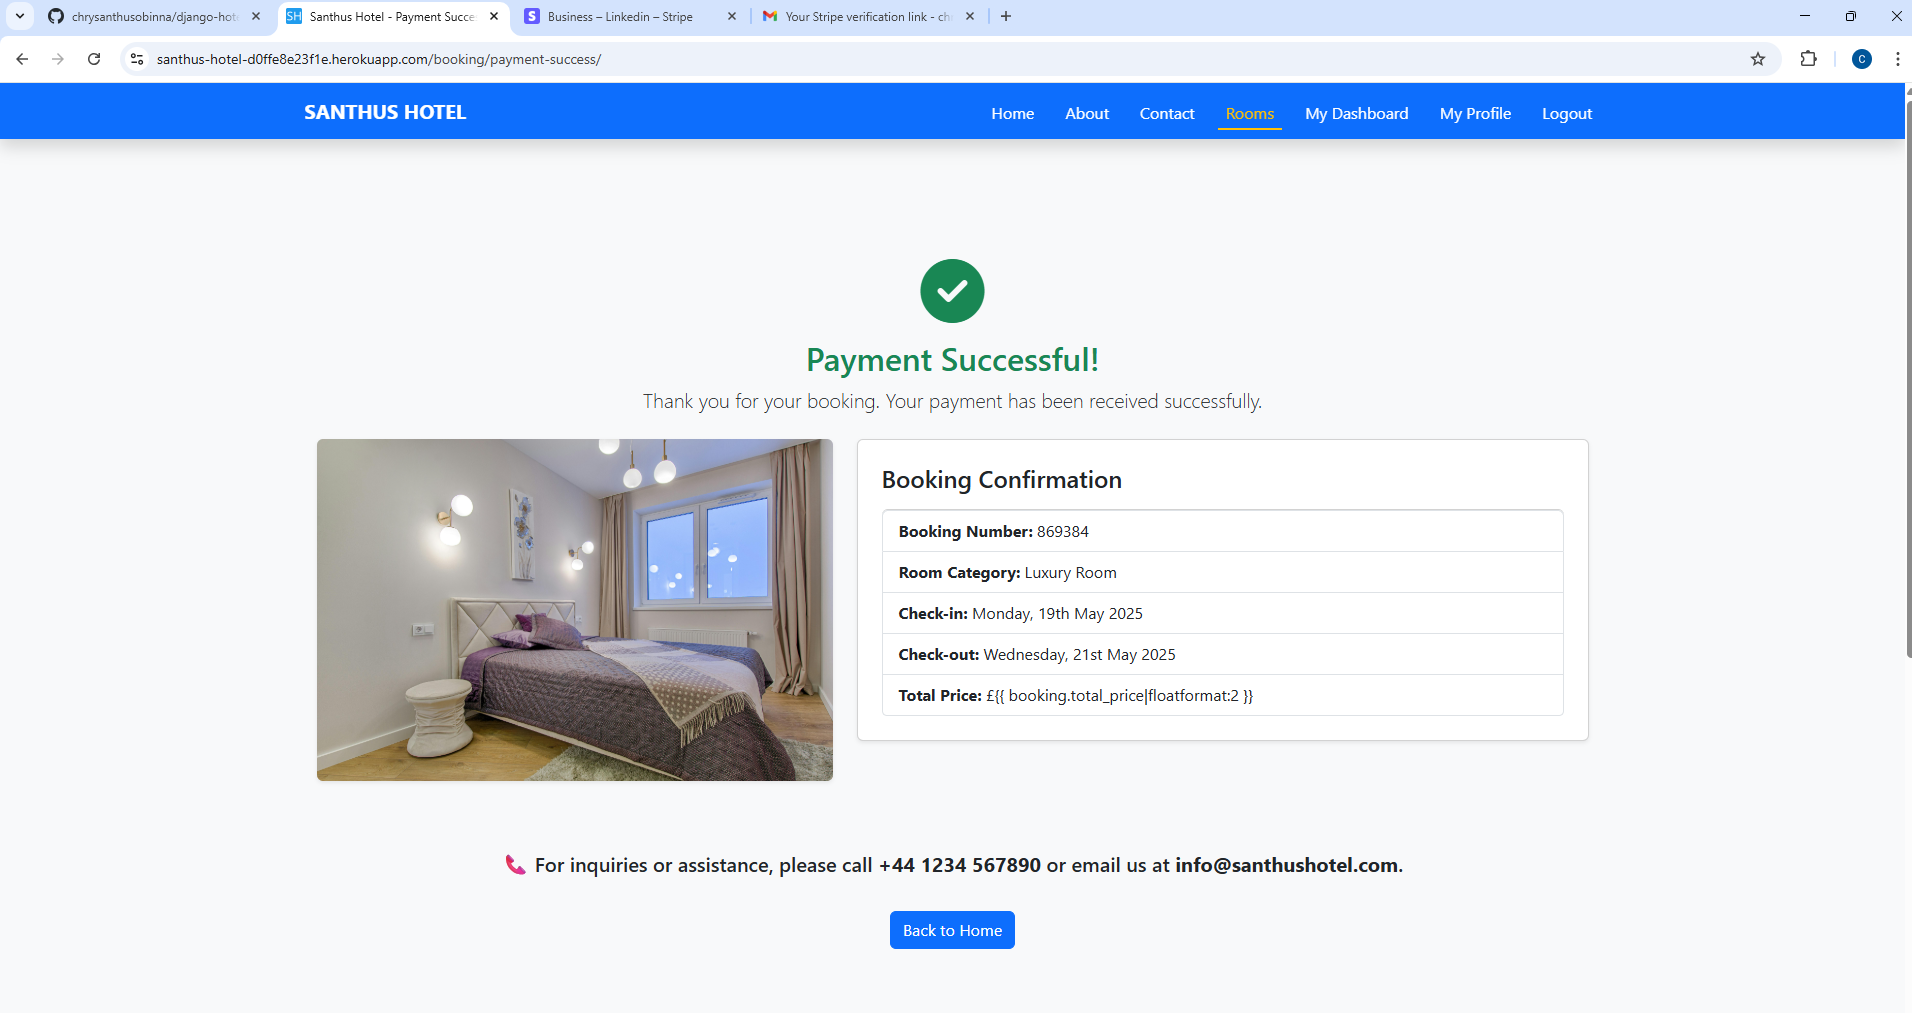 chrysanthusobinna/django-hot
SH Santhus Hotel - Payment Succe
S Business – Linkedin – Stripe
Your Stripe verification link - ch
santhus-hotel-d0ffe8e23f1e.herokuapp.com/booking/payment-success/
C
SANTHUS HOTEL
Home
About
Contact
Rooms
My Dashboard
My Profile
Logout
Payment Successful!
Thank you for your booking. Your payment has been received successfully.
Booking Confirmation
Booking Number: 869384
Room Category: Luxury Room
Check-in: Monday, 19th May 2025
Check-out: Wednesday, 21st May 2025
Total Price: £{{ booking.total_price|floatformat:2 }}
For inquiries or assistance, please call +44 1234 567890 or email us at info@santhushotel.com.
Back to Home